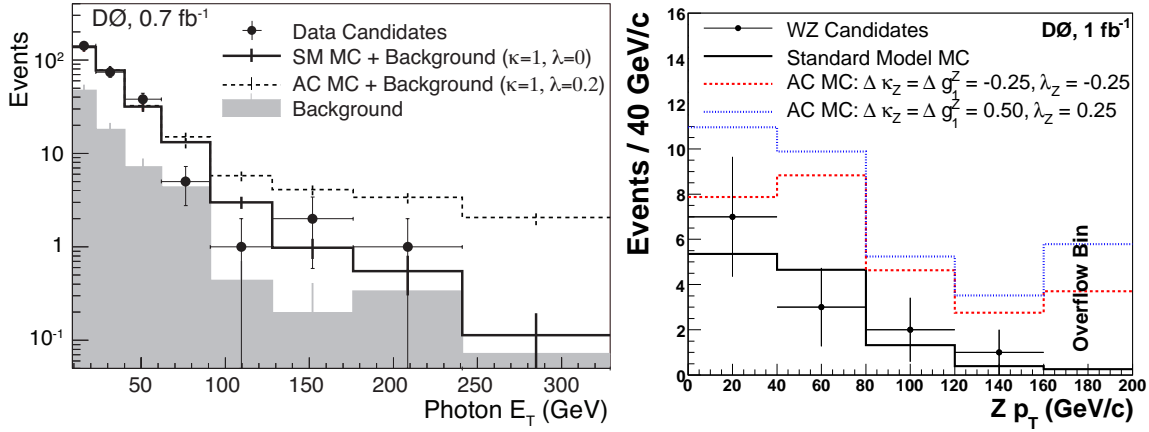 DØ, 0.7 fb⁻¹
Data Candidates
SM MC + Background (κ=1, λ=0)
AC MC + Background (κ=1, λ=0.2)
Background
Events
10²
10
1
10⁻¹
50 100 150 200 250 300
Photon E_T (GeV)
DØ, 1 fb⁻¹
WZ Candidates
Standard Model MC
AC MC: Δ κ_Z = Δ g₁^Z = -0.25, λ_Z = -0.25
AC MC: Δ κ_Z = Δ g₁^Z = 0.50, λ_Z = 0.25
Events / 40 GeV/c
16
14
12
10
8
6
4
2
0
Overflow Bin
0 20 40 60 80 100 120 140 160 180 200
Z p_T (GeV/c)